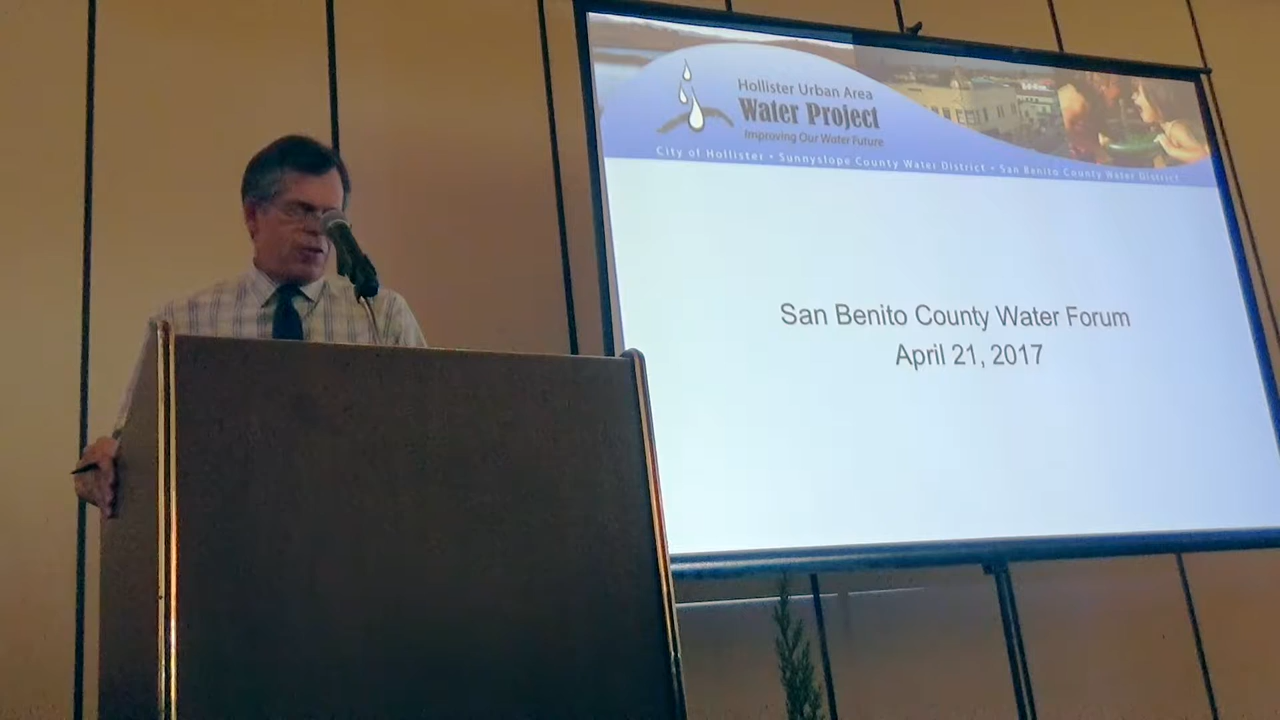 Hollister Urban Area
Water Project
Improving Our Water Future
City of Hollister • Sunnyslope County Water District • San Benito County Water District
San Benito County Water Forum
April 21, 2017